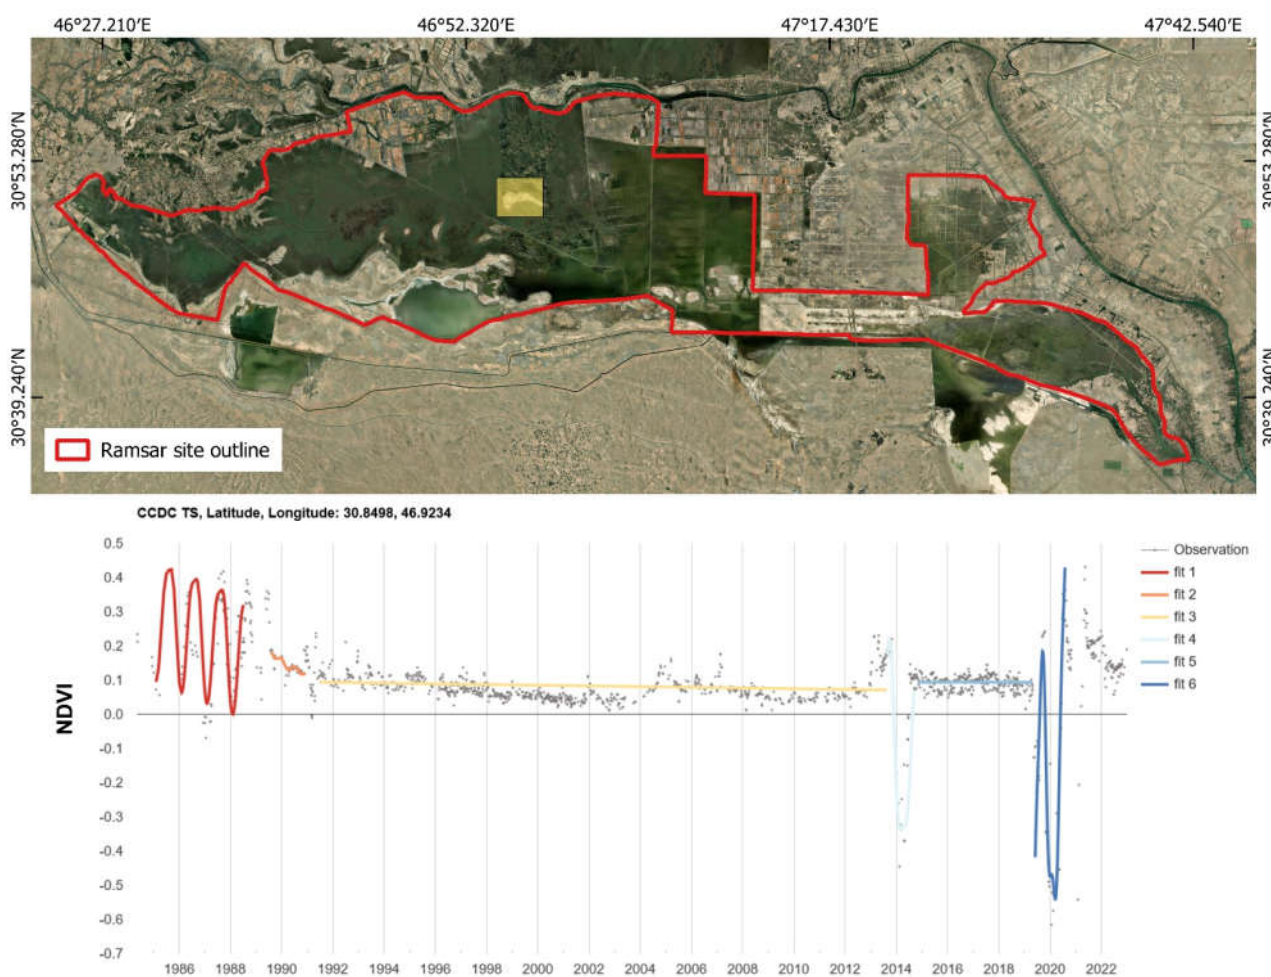 46°27.210′E 46°52.320′E 47°17.430′E 47°42.540′E
30°53.280′N 30°53.280′N
30°39.240′N 30°39.240′N
Ramsar site outline
CCDC TS, Latitude, Longitude: 30.8498, 46.9234
NDVI
0.5
0.4
0.3
0.2
0.1
0.0
-0.1
-0.2
-0.3
-0.4
-0.5
-0.6
-0.7
Observation
fit 1
fit 2
fit 3
fit 4
fit 5
fit 6
1986 1988 1990 1992 1994 1996 1998 2000 2002 2004 2006 2008 2010 2012 2014 2016 2018 2020 2022